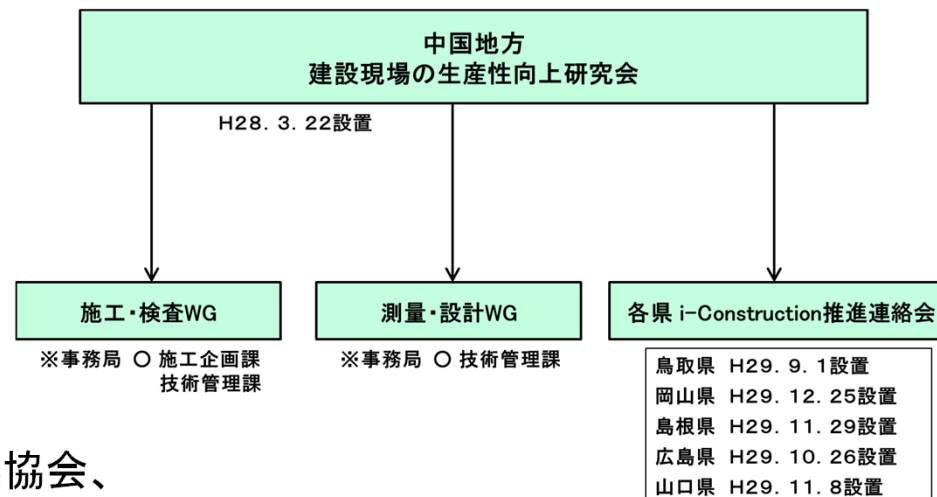 中国地方
建設現場の生産性向上研究会
H28. 3. 22設置
施工・検査WG
※事務局 ○ 施工企画課
技術管理課
測量・設計WG
※事務局 ○ 技術管理課
各県 i-Construction推進連絡会
鳥取県 H29. 9. 1設置
岡山県 H29. 12. 25設置
島根県 H29. 11. 29設置
広島県 H29. 10. 26設置
山口県 H29. 11. 8設置
協会、